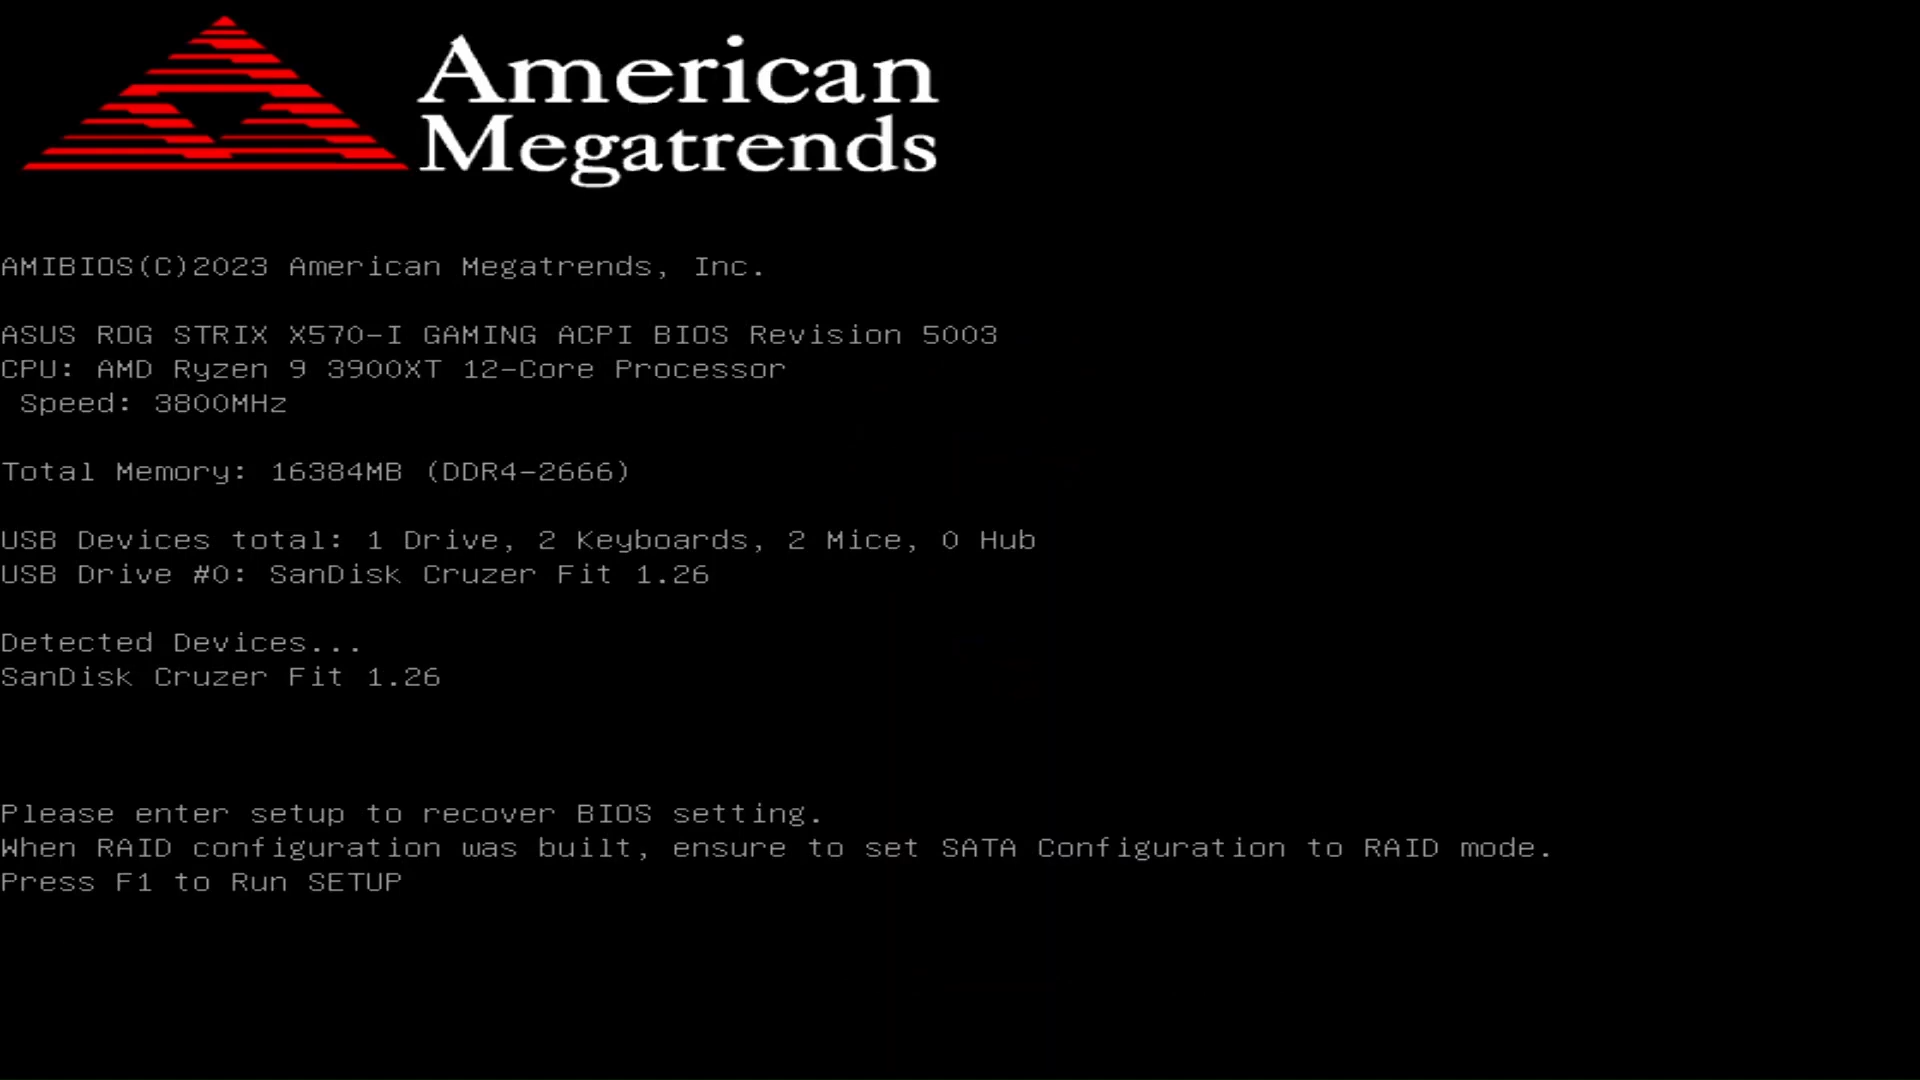 American
Megatrends
AMIBIOS(C)2023 American Megatrends, Inc.
ASUS ROG STRIX X570-I GAMING ACPI BIOS Revision 5003
CPU: AMD Ryzen 9 3900XT 12-Core Processor
Speed: 3800MHz
Total Memory: 16384MB (DDR4-2666)
USB Devices total: 1 Drive, 2 Keyboards, 2 Mice, 0 Hub
USB Drive #0: SanDisk Cruzer Fit 1.26
Detected Devices...
SanDisk Cruzer Fit 1.26
Please enter setup to recover BIOS setting.
When RAID configuration was built, ensure to set SATA Configuration to RAID mode.
Press F1 to Run SETUP